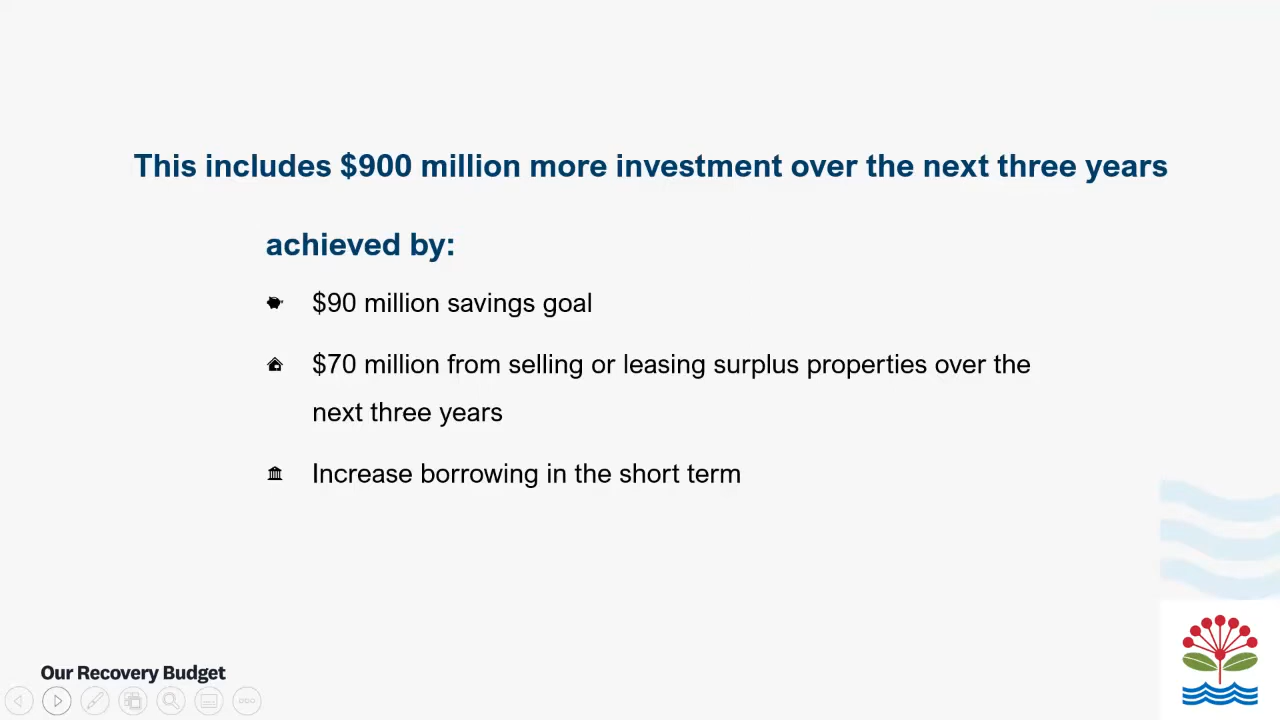 This includes $900 million more investment over the next three years
achieved by:
$90 million savings goal
$70 million from selling or leasing surplus properties over the
next three years
Increase borrowing in the short term
Our Recovery Budget